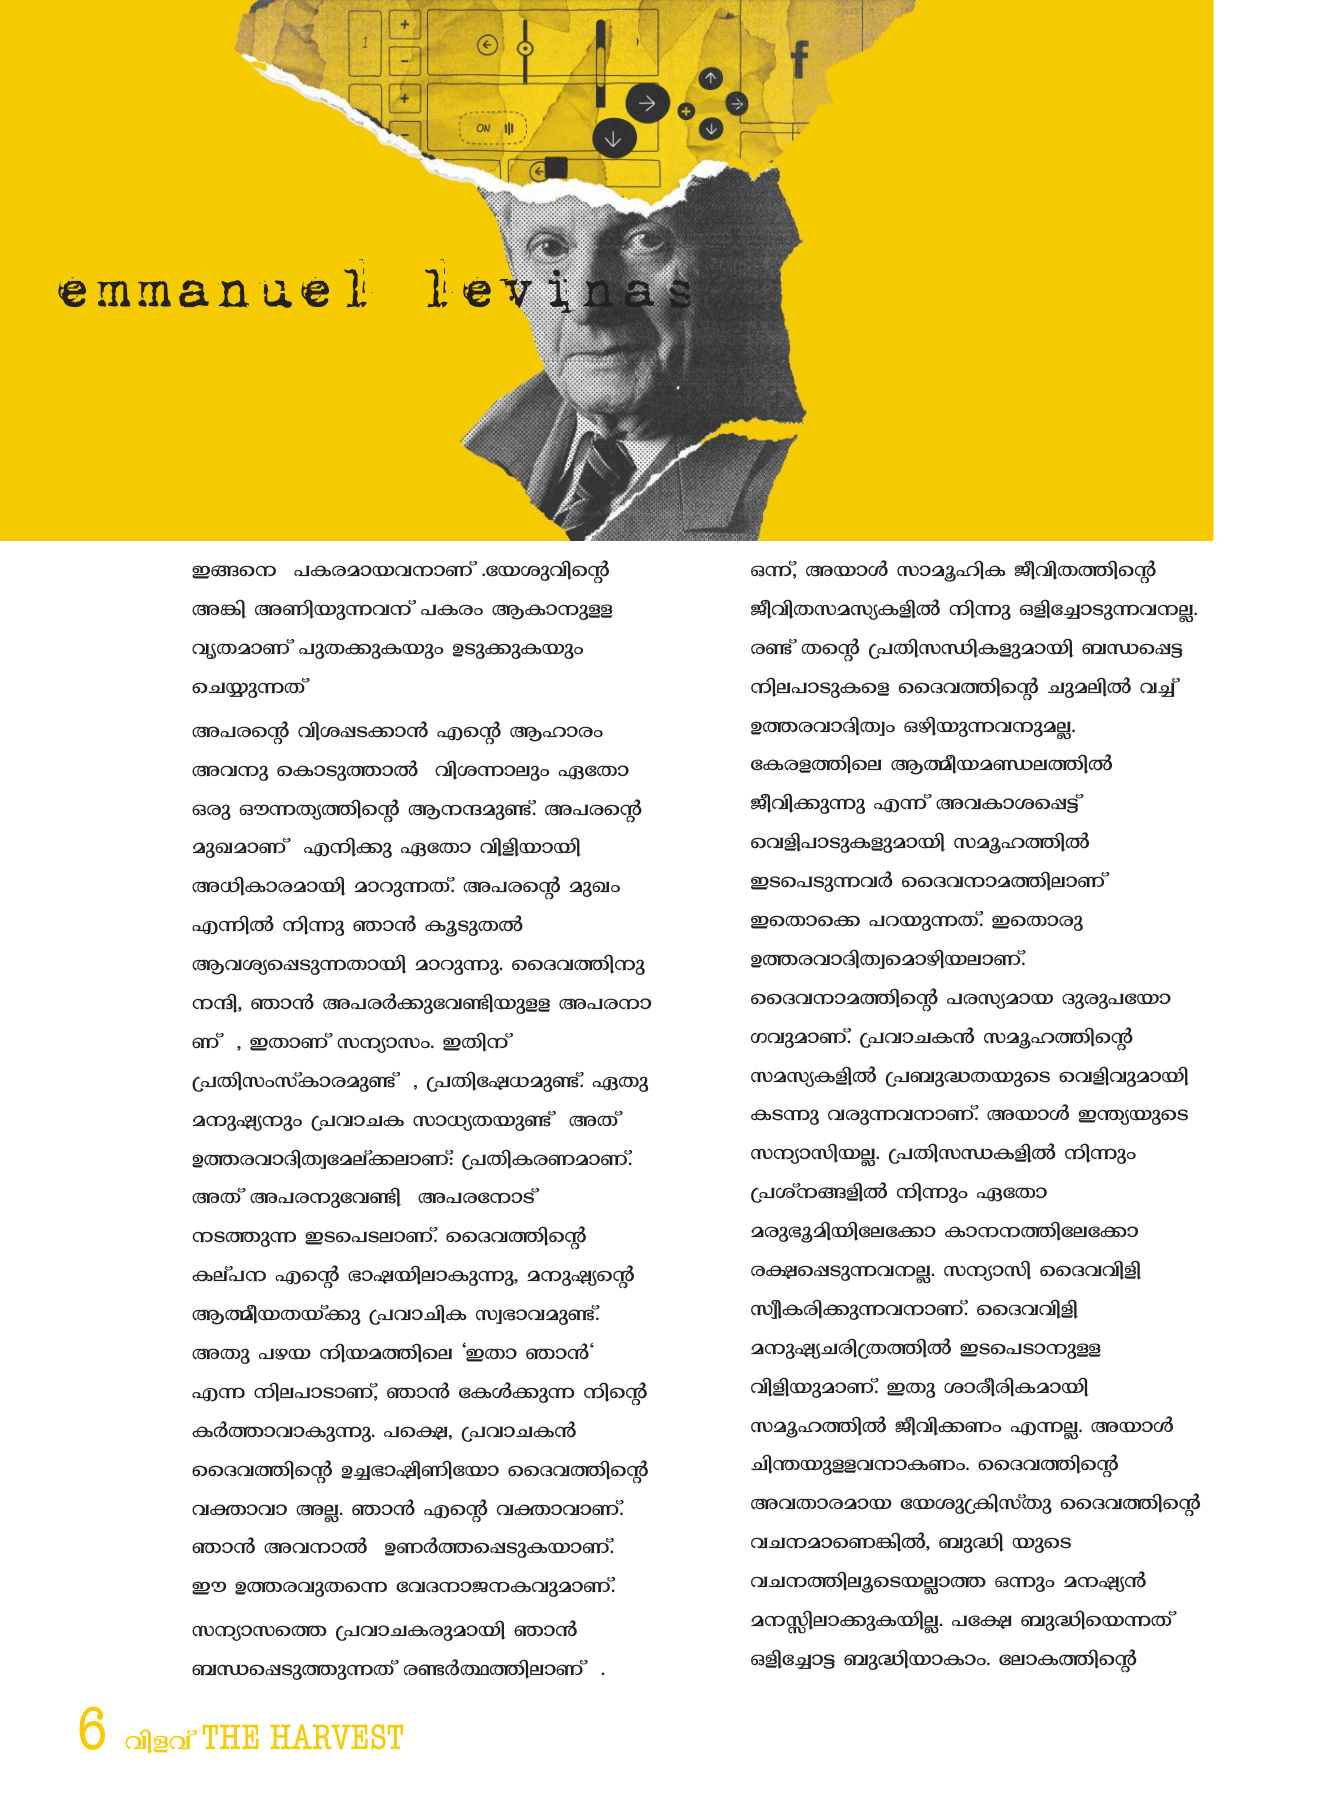 1
+
-
+
-
ON
f
emmanuel levinas
ഇങ്ങനെ പകരമായവനാണ് .യേശുവിന്റെ
അങ്കി അണിയുന്നവന് പകരം ആകാനുള്ള
വൃതമാണ് പുതക്കുകയും ഉടുക്കുകയും
ചെയ്യുന്നത്
അപരന്റെ വിശപ്പടക്കാൻ എന്റെ ആഹാരം
അവനു കൊടുത്താൽ വിശന്നാലും ഏതോ
ഒരു ഔന്നത്യത്തിന്റെ ആനന്ദമുണ്ട്. അപരന്റെ
മുഖമാണ് എനിക്കു ഏതോ വിളിയായി
അധികാരമായി മാറുന്നത്. അപരന്റെ മുഖം
എന്നിൽ നിന്നു ഞാൻ കൂടുതൽ
ആവശ്യപ്പെടുന്നതായി മാറുന്നു. ദൈവത്തിനു
നന്ദി, ഞാൻ അപരർക്കുവേണ്ടിയുള്ള അപരനാ
ണ് , ഇതാണ് സന്യാസം. ഇതിന്
പ്രതിസംസ്കാരമുണ്ട് , പ്രതിഷേധമുണ്ട്. ഏതു
മനുഷ്യനും പ്രവാചക സാധ്യതയുണ്ട് അത്
ഉത്തരവാദിത്വമേല്ക്കലാണ്: പ്രതികരണമാണ്.
അത് അപരനുവേണ്ടി അപരനോട്
നടത്തുന്ന ഇടപെടലാണ്. ദൈവത്തിന്റെ
കല്പന എന്റെ ഭാഷയിലാകുന്നു, മനുഷ്യന്റെ
ആത്മീയതയ്ക്കു പ്രവാചിക സ്വഭാവമുണ്ട്.
അതു പഴയ നിയമത്തിലെ ‘ഇതാ ഞാൻ‘
എന്ന നിലപാടാണ്, ഞാൻ കേൾക്കുന്ന നിന്റെ
കർത്താവാകുന്നു. പക്ഷെ, പ്രവാചകൻ
ദൈവത്തിന്റെ ഉച്ചഭാഷിണിയോ ദൈവത്തിന്റെ
വക്താവാ അല്ല. ഞാൻ എന്റെ വക്താവാണ്.
ഞാൻ അവനാൽ ഉണർത്തപ്പെടുകയാണ്.
ഈ ഉത്തരവുതന്നെ വേദനാജനകവുമാണ്.
സന്യാസത്തെ പ്രവാചകരുമായി ഞാൻ
ബന്ധപ്പെടുത്തുന്നത് രണ്ടർത്ഥത്തിലാണ് .
ഒന്ന്, അയാൾ സാമൂഹിക ജീവിതത്തിന്റെ
ജീവിതസമസ്യകളിൽ നിന്നു ഒളിച്ചോടുന്നവനല്ല.
രണ്ട് തന്റെ പ്രതിസന്ധികളുമായി ബന്ധപ്പെട്ട
നിലപാടുകളെ ദൈവത്തിന്റെ ചുമലിൽ വച്ച്
ഉത്തരവാദിത്വം ഒഴിയുന്നവനുമല്ല.
കേരളത്തിലെ ആത്മീയമണ്ഡലത്തിൽ
ജീവിക്കുന്നു എന്ന് അവകാശപ്പെട്ട്
വെളിപാടുകളുമായി സമൂഹത്തിൽ
ഇടപെടുന്നവർ ദൈവനാമത്തിലാണ്
ഇതൊക്കെ പറയുന്നത്. ഇതൊരു
ഉത്തരവാദിത്വമൊഴിയലാണ്.
ദൈവനാമത്തിന്റെ പരസ്യമായ ദുരുപയോ
ഗവുമാണ്. പ്രവാചകൻ സമൂഹത്തിന്റെ
സമസ്യകളിൽ പ്രബുദ്ധതയുടെ വെളിവുമായി
കടന്നു വരുന്നവനാണ്. അയാൾ ഇന്ത്യയുടെ
സന്യാസിയല്ല. പ്രതിസന്ധകളിൽ നിന്നും
പ്രശ്നങ്ങളിൽ നിന്നും ഏതോ
മരുഭൂമിയിലേക്കോ കാനനത്തിലേക്കോ
രക്ഷപ്പെടുന്നവനല്ല. സന്യാസി ദൈവവിളി
സ്വീകരിക്കുന്നവനാണ്. ദൈവവിളി
മനുഷ്യചരിത്രത്തിൽ ഇടപെടാനുള്ള
വിളിയുമാണ്. ഇതു ശാരീരികമായി
സമൂഹത്തിൽ ജീവിക്കണം എന്നല്ല. അയാൾ
ചിന്തയുള്ളവനാകണം. ദൈവത്തിന്റെ
അവതാരമായ യേശുക്രിസ്തു ദൈവത്തിന്റെ
വചനമാണെങ്കിൽ, ബുദ്ധി യുടെ
വചനത്തിലൂടെയല്ലാത്ത ഒന്നും മനഷ്യൻ
മനസ്സിലാക്കുകയില്ല. പക്ഷേ ബുദ്ധിയെന്നത്
ഒളിച്ചോട്ട ബുദ്ധിയാകാം. ലോകത്തിന്റെ
6 വിളവ് THE HARVEST